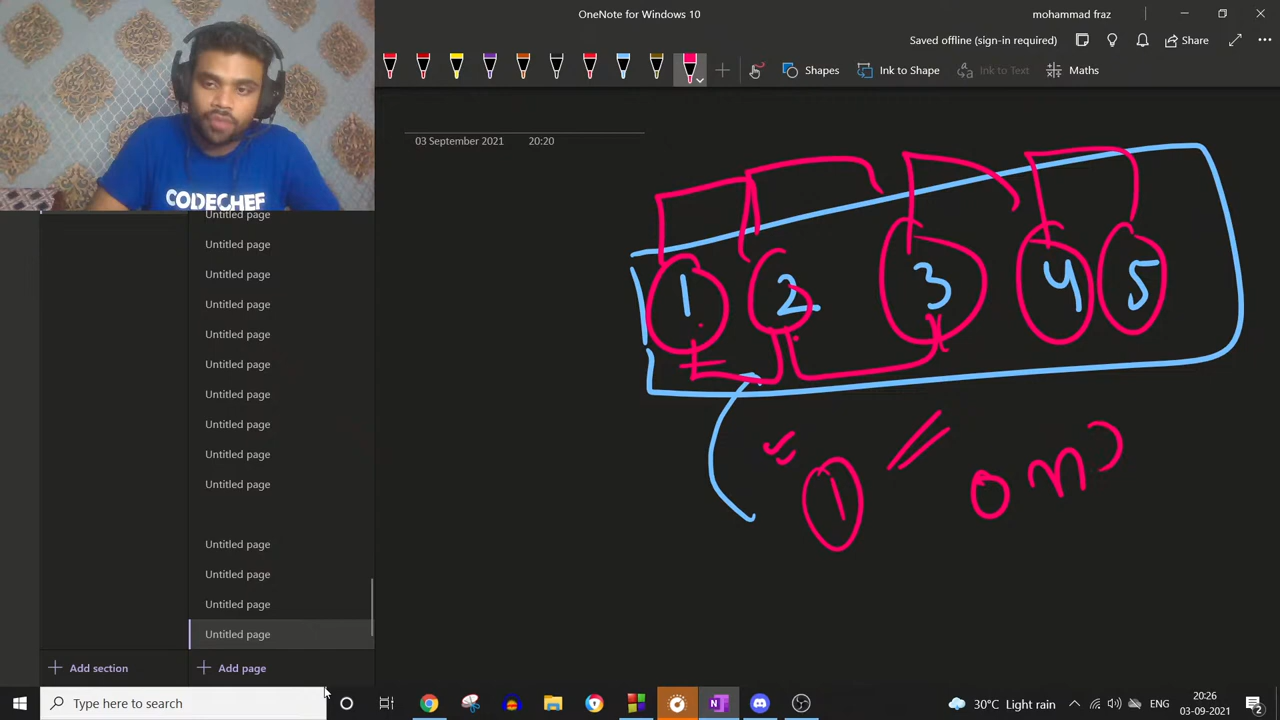 OneNote for Windows 10
mohammad fraz
Saved offline (sign in required)
Share
Shapes
Ink to Shape
Ink to Text
Maths
03 September 2021 20:20
CODECHEF
1 2 3 4 5
1
Untitled page
Untitled page
Untitled page
Untitled page
Untitled page
Untitled page
Untitled page
Untitled page
Untitled page
Untitled page
Untitled page
Untitled page
Untitled page
Untitled page
Add section
Add page
Type here to search
30°C Light rain
ENG
20:26
03-09-2021
2